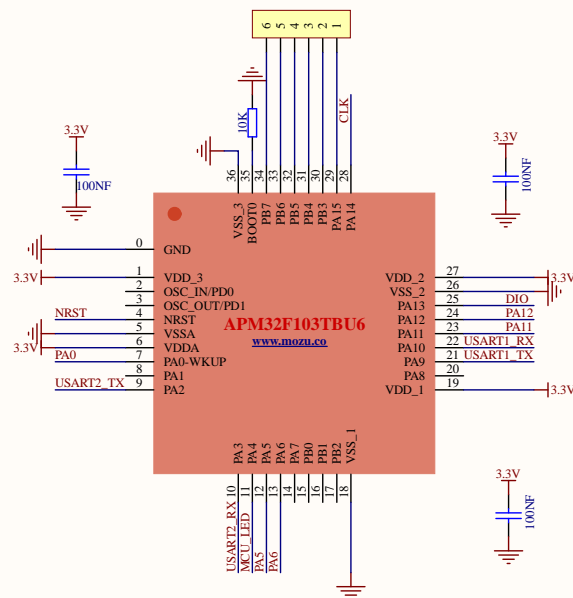 6 5 4 3 2 1
10K
CLK
3.3V
100NF
3.3V
100NF
36 35 34 33 32 31 30 29 28
VSS_3 BOOT0 PB7 PB6 PB5 PB4 PB3 PA15 PA14
0 GND
3.3V 1 VDD_3
2 OSC_IN/PD0
3 OSC_OUT/PD1
NRST 4 NRST
5 VSSA
3.3V 6 VDDA
PA0 7 PA0-WKUP
8 PA1
USART2_TX 9 PA2
APM32F103TBU6
www.mozu.co
VDD_2 27 3.3V
VSS_2 26
PA13 25 DIO
PA12 24 PA12
PA11 23 PA11
PA10 22 USART1_RX
PA9 21 USART1_TX
PA8 20
VDD_1 19 3.3V
PA3 PA4 PA5 PA6 PA7 PB0 PB1 PB2 VSS_1
10 11 12 13 14 15 16 17 18
USART2_RX MCU_LED PA5 PA6
3.3V
100NF